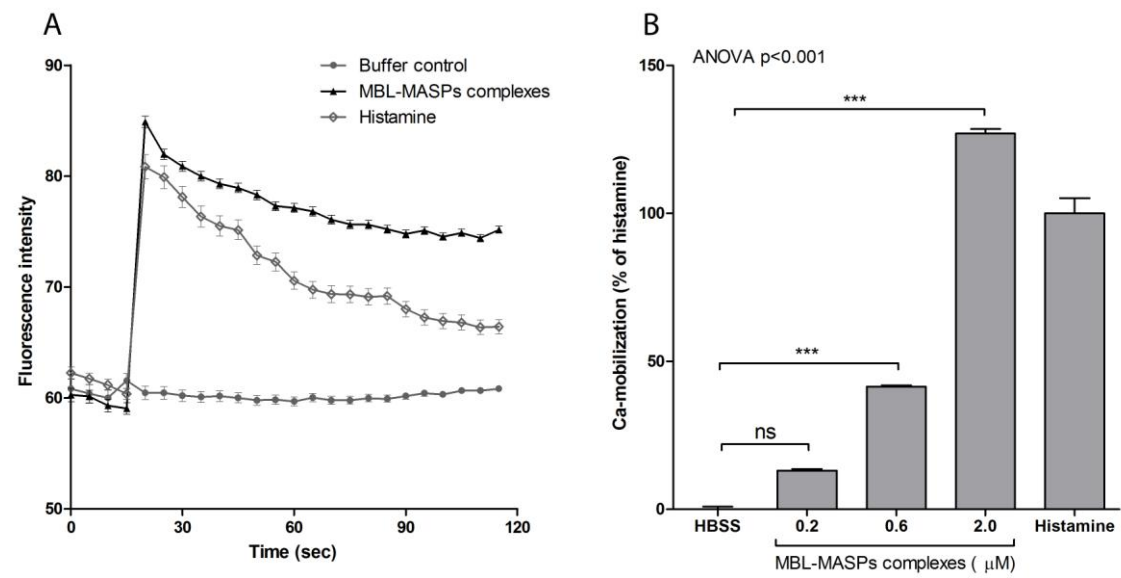 A
Buffer control
MBL-MASPs complexes
Histamine
90
80
70
60
50
Fluorescence intensity
0
30
60
90
120
Time (sec)
B
ANOVA p<0.001
150
100
50
0
Ca-mobilization (% of histamine)
***
***
ns
HBSS
0.2
0.6
2.0
Histamine
MBL-MASPs complexes ( μM)